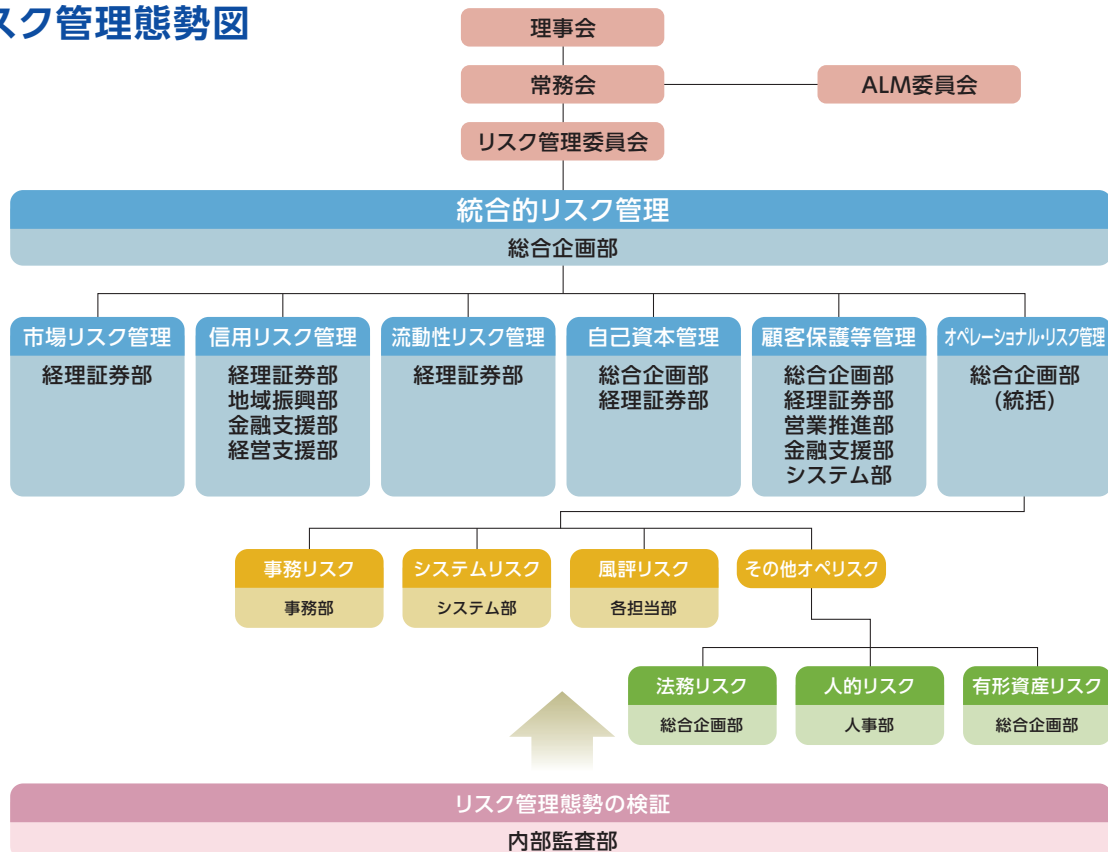 スク管理態勢図
理事会
常務会
ALM委員会
リスク管理委員会
統合的リスク管理
総合企画部
市場リスク管理
経理証券部
信用リスク管理
経理証券部
地域振興部
金融支援部
経営支援部
流動性リスク管理
経理証券部
自己資本管理
総合企画部
経理証券部
顧客保護等管理
総合企画部
経理証券部
営業推進部
金融支援部
システム部
オペレーショナル・リスク管理
総合企画部
(統括)
事務リスク
事務部
システムリスク
システム部
風評リスク
各担当部
その他オペリスク
法務リスク
総合企画部
人的リスク
人事部
有形資産リスク
総合企画部
リスク管理態勢の検証
内部監査部